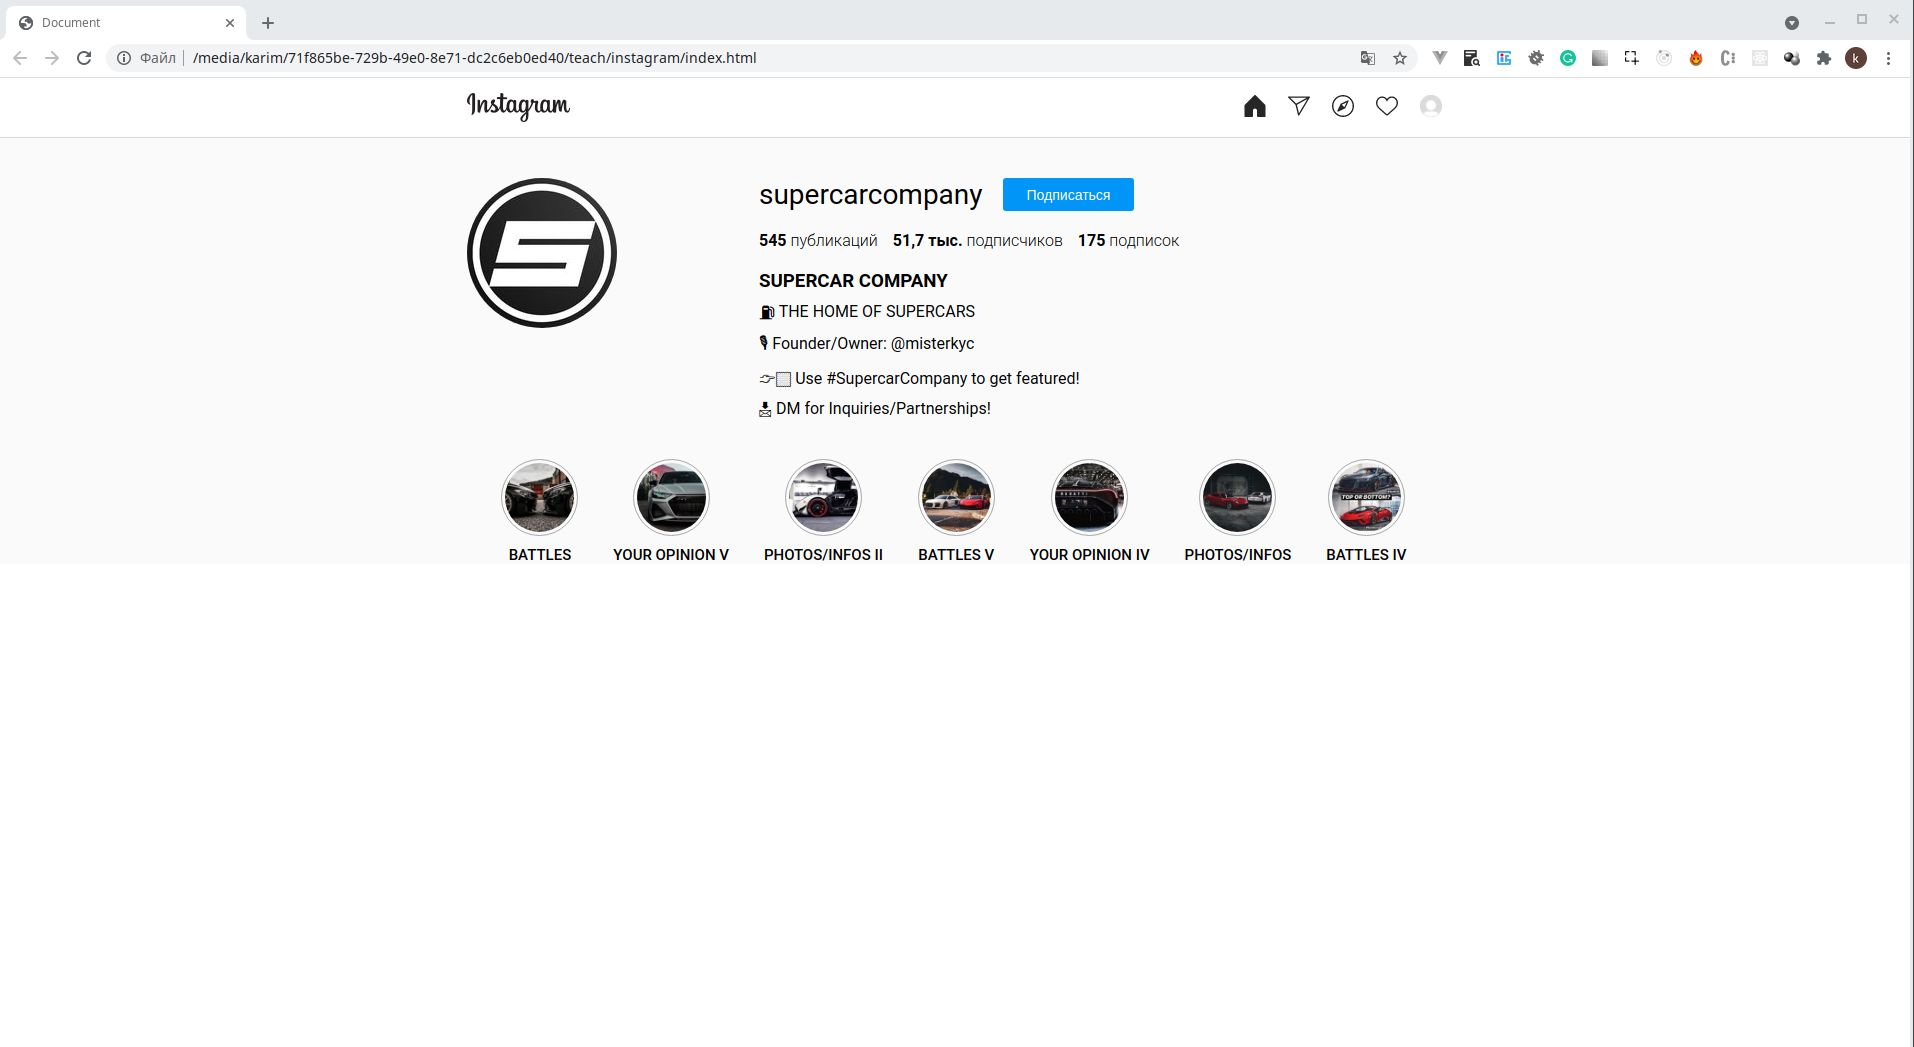 Document
Файл /media/karim/71f865be-729b-49e0-8e71-dc2c6eb0ed40/teach/instagram/index.html
k
Instagram
S
supercarcompany Подписаться
545 публикаций 51,7 тыс. подписчиков 175 подписок
SUPERCAR COMPANY
THE HOME OF SUPERCARS
Founder/Owner: @misterkyc
Use #SupercarCompany to get featured!
DM for Inquiries/Partnerships!
TOP OR BOTTOM?
BATTLES YOUR OPINION V PHOTOS/INFOS II BATTLES V YOUR OPINION IV PHOTOS/INFOS BATTLES IV